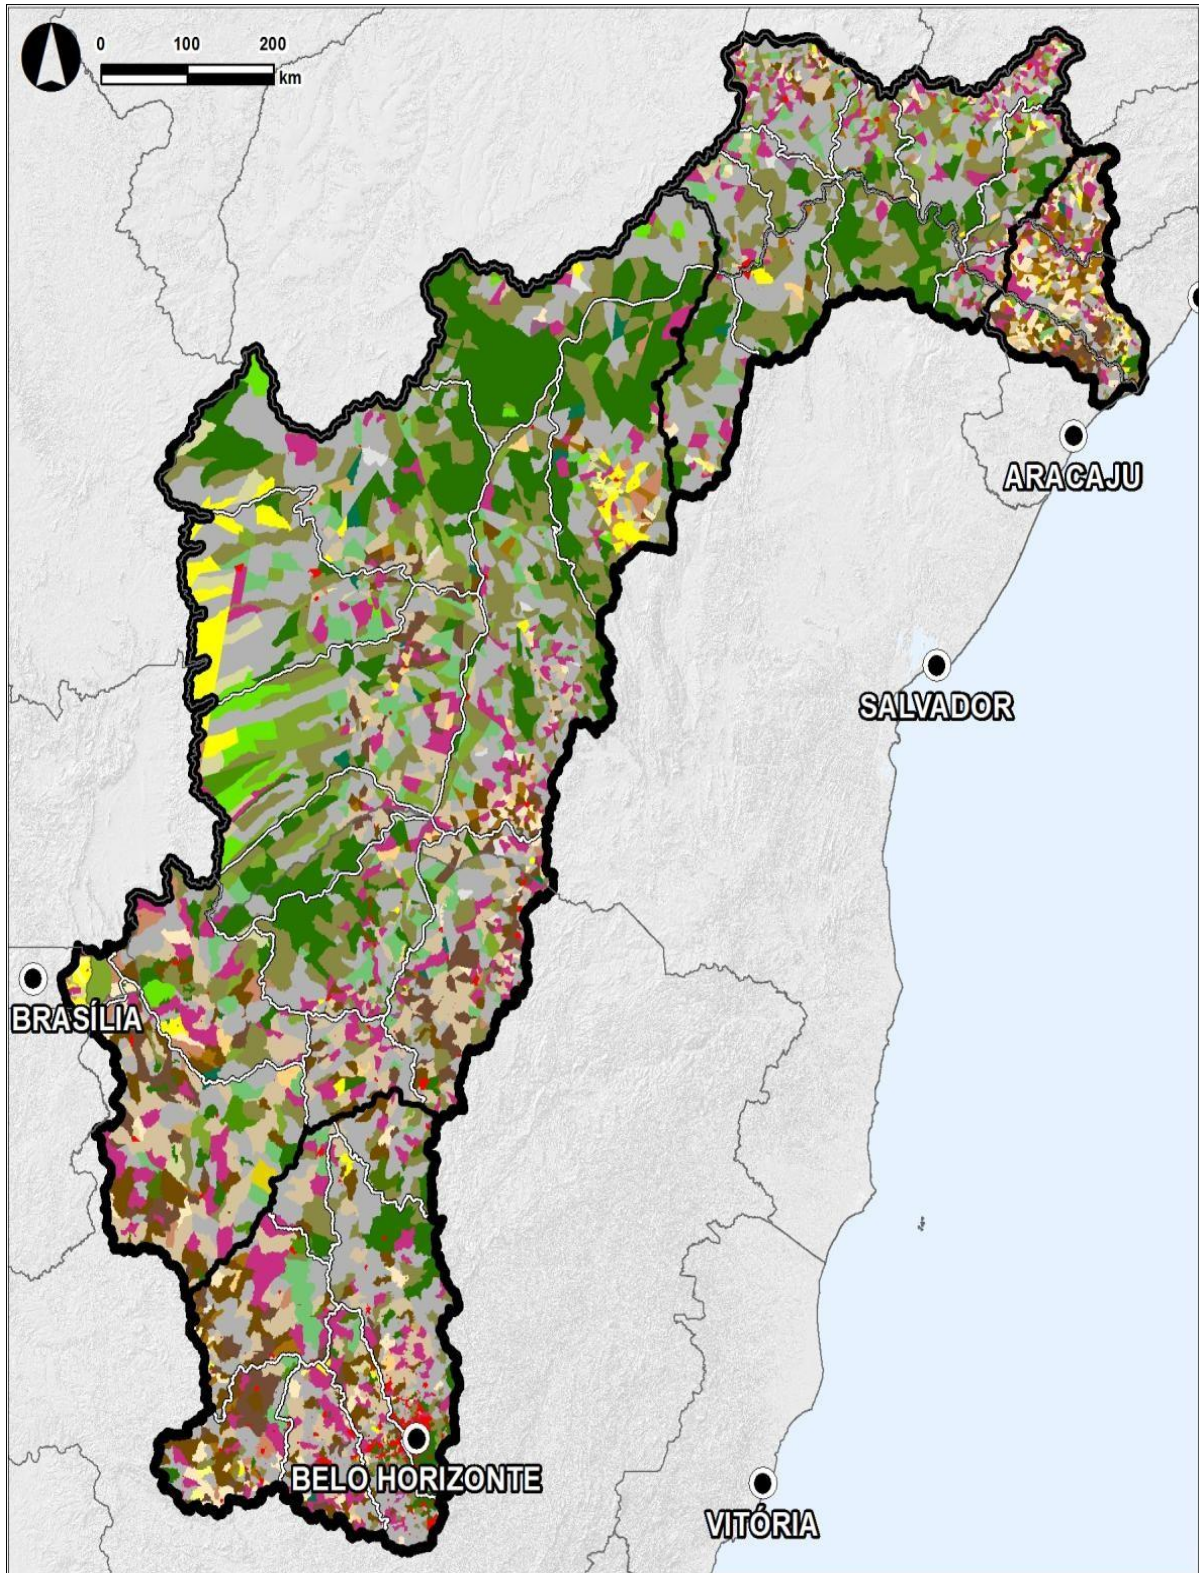 0 100 200
km
ARACAJU
SALVADOR
BRASÍLIA
BELO HORIZONTE
VITÓRIA